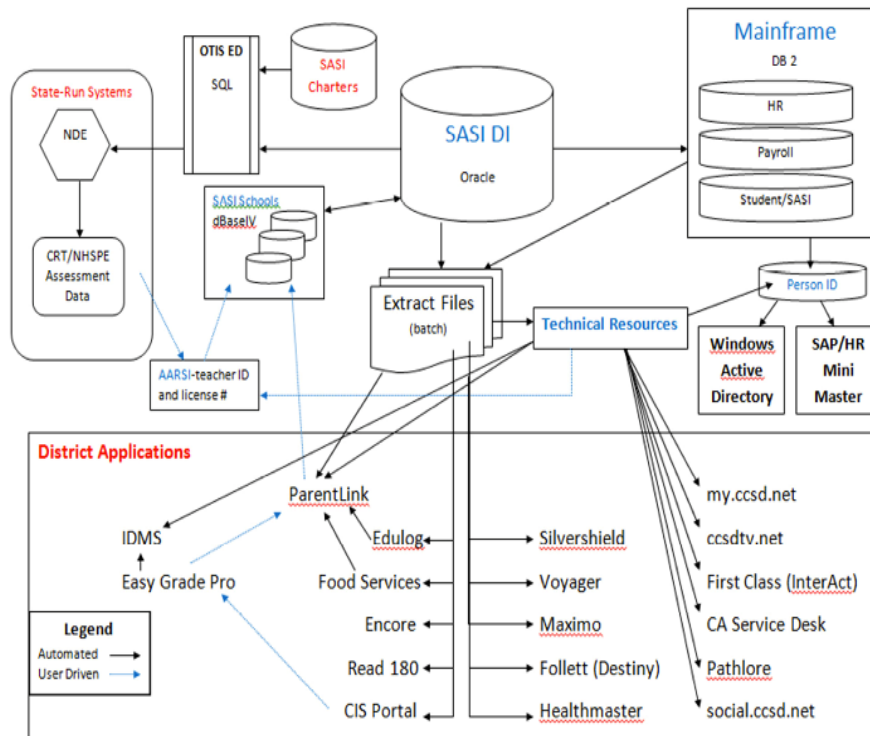 OTIS ED
SQL
SASI
Charters
Mainframe
DB 2
HR
Payroll
Student/SASI
State-Run Systems
NDE
CRT/NHSPE
Assessment
Data
SASI DI
Oracle
SASI Schools
dBaseIV
Extract Files
(batch)
Technical Resources
Person ID
Windows
Active
Directory
SAP/HR
Mini
Master
AARSI-teacher ID
and license #
District Applications
ParentLink
IDMS
Easy Grade Pro
Edulog
Food Services
Encore
Read 180
CIS Portal
Silvershield
Voyager
Maximo
Follett (Destiny)
Healthmaster
my.ccsd.net
ccsdtv.net
First Class (InterAct)
CA Service Desk
Pathlore
social.ccsd.net
Legend
Automated
User Driven